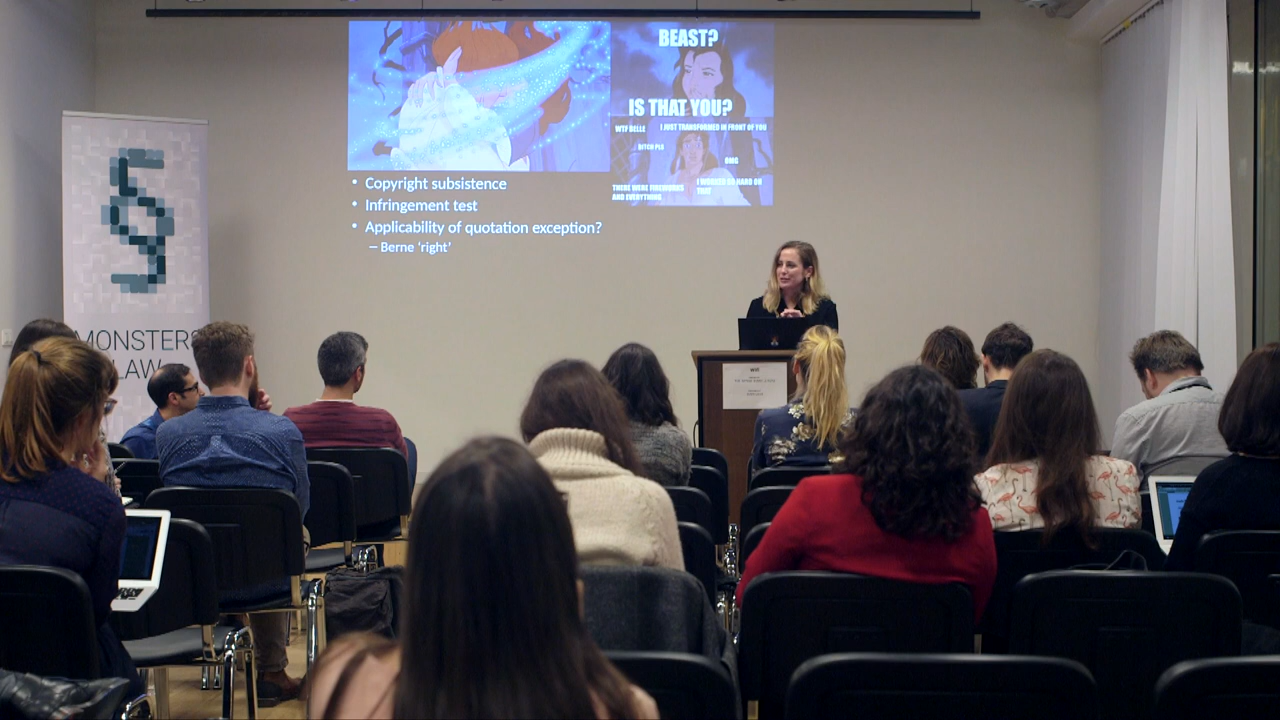 BEAST?
IS THAT YOU?
WTF BELLE
I JUST TRANSFORMED IN FRONT OF YOU
BITCH PLS
OMG
THERE WERE FIREWORKS
AND EVERYTHING
I WORKED SO HARD ON
THAT
• Copyright subsistence
• Infringement test
• Applicability of quotation exception?
– Berne 'right'
§
MONSTERS
LAW